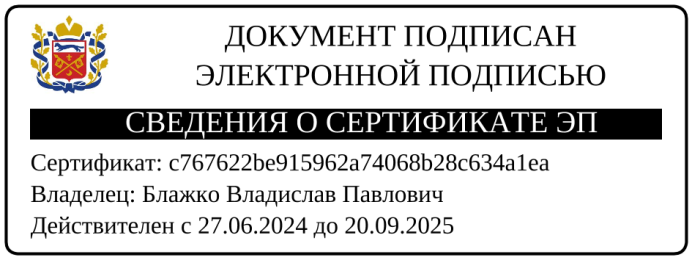 ДОКУМЕНТ ПОДПИСАН
ЭЛЕКТРОННОЙ ПОДПИСЬЮ
СВЕДЕНИЯ О СЕРТИФИКАТЕ ЭП
Сертификат: c767622be915962a74068b28c634a1ea
Владелец: Блажко Владислав Павлович
Действителен с 27.06.2024 до 20.09.2025